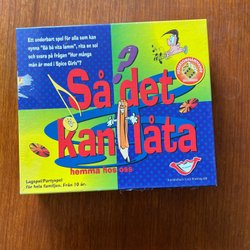 Ett underbart spel för alla som kan
nynna "Bä bä vita lamm", rita en sol
och svara på frågan "Hur många
män är med i Spice Girls"?
?
Så det
kan låta
hemma hos oss
Lagspel/Partyspel
för hela familjen. Från 10 år.